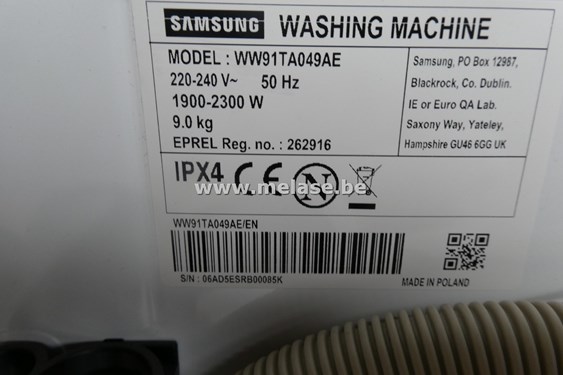 SAMSUNG WASHING MACHINE
MODEL : WW91TA049AE
220-240 V~ 50 Hz
1900-2300 W
9.0 kg
EPREL Reg. no. : 262916
Samsung, PO Box 12987,
Blackrock, Co. Dublin.
IE or Euro QA Lab.
Saxony Way, Yateley,
Hampshire GU46 6GG UK
IPX4 CE N
www.melase.be
WW91TA049AE/EN
S/N : 06AD5ESRB00085K
MADE IN POLAND